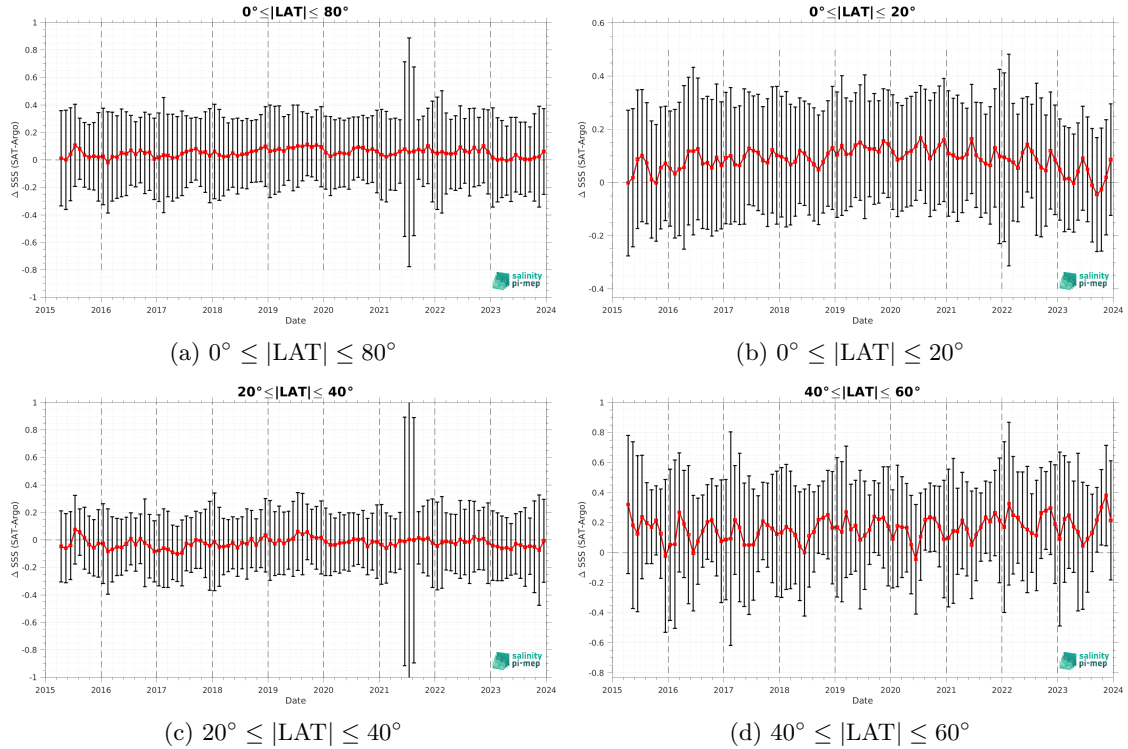 0°≤|LAT|≤ 80°
1
0.8
0.6
0.4
0.2
0
-0.2
-0.4
-0.6
-0.8
-1
Δ SSS (SAT-Argo)
2015 2016 2017 2018 2019 2020 2021 2022 2023 2024
Date
salinity
pi-mep
(a) 0° ≤ |LAT| ≤ 80°
0°≤|LAT|≤ 20°
0.6
0.4
0.2
0
-0.2
-0.4
Δ SSS (SAT-Argo)
2015 2016 2017 2018 2019 2020 2021 2022 2023 2024
Date
salinity
pi-mep
(b) 0° ≤ |LAT| ≤ 20°
20°≤|LAT|≤ 40°
1
0.8
0.6
0.4
0.2
0
-0.2
-0.4
-0.6
-0.8
-1
Δ SSS (SAT-Argo)
2015 2016 2017 2018 2019 2020 2021 2022 2023 2024
Date
salinity
pi-mep
(c) 20° ≤ |LAT| ≤ 40°
40°≤|LAT|≤ 60°
1
0.8
0.6
0.4
0.2
0
-0.2
-0.4
-0.6
-0.8
Δ SSS (SAT-Argo)
2015 2016 2017 2018 2019 2020 2021 2022 2023 2024
Date
salinity
pi-mep
(d) 40° ≤ |LAT| ≤ 60°